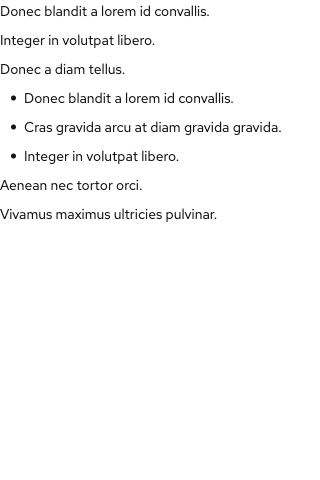 Donec blandit a lorem id convallis.
Integer in volutpat libero.
Donec a diam tellus.
• Donec blandit a lorem id convallis.
• Cras gravida arcu at diam gravida gravida.
• Integer in volutpat libero.
Aenean nec tortor orci.
Vivamus maximus ultricies pulvinar.